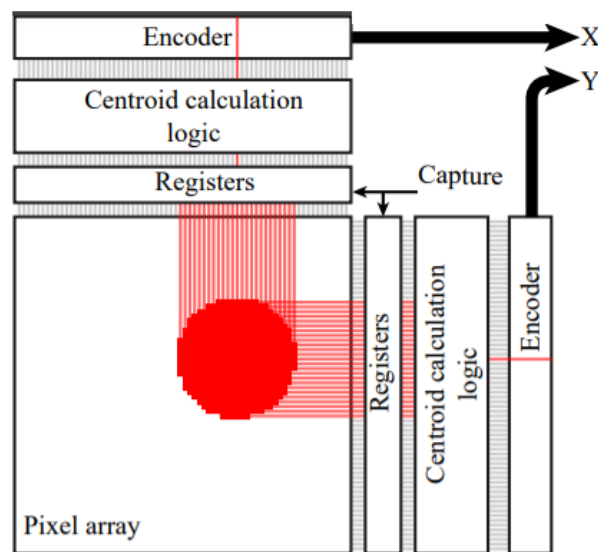 Encoder
X
Y
Centroid calculation
logic
Registers
Capture
Registers
Centroid calculation
logic
Encoder
Pixel array